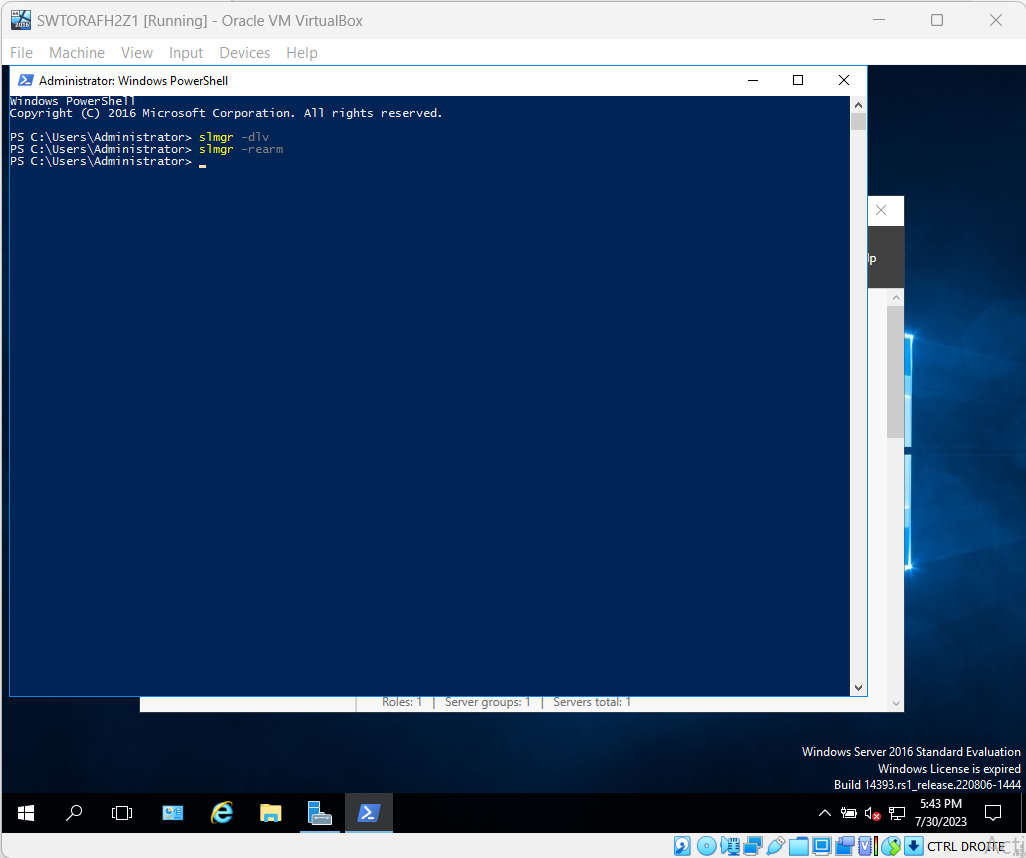 SWTORAFH2Z1 [Running] - Oracle VM VirtualBox
File Machine View Input Devices Help
Administrator: Windows PowerShell
Windows PowerShell
Copyright (C) 2016 Microsoft Corporation. All rights reserved.
PS C:\Users\Administrator> slmgr -dlv
PS C:\Users\Administrator> slmgr -rearm
PS C:\Users\Administrator>
lp
Roles: 1 | Server groups: 1 | Servers total: 1
Windows Server 2016 Standard Evaluation
Windows License is expired
Build 14393.rs1_release.220806-1444
5:43 PM
7/30/2023
CTRL DROITE
Acti